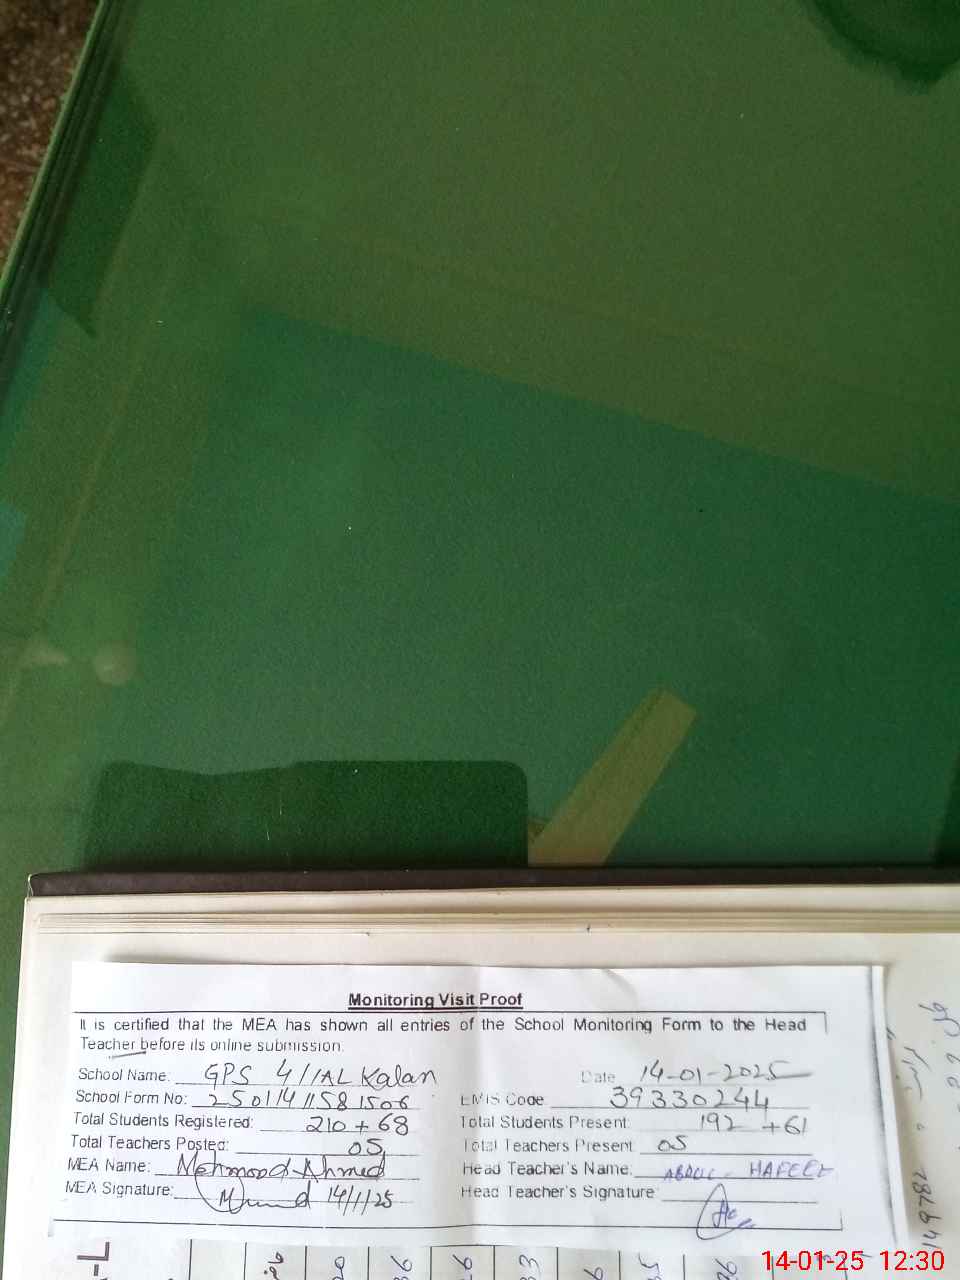 Monitoring Visit Proof
It is certified that the MEA has shown all entries of the School Monitoring Form to the Head
Teacher before its online submission.
School Name: GPS 4/1AL Kalan Date 14-01-2025
School Form No: 25011411581506 EMIS Code 39330244
Total Students Registered: 210 + 68 Total Students Present: 192 + 61
Total Teachers Posted: 05 Total Teachers Present 05
MEA Name: Mehmood Ahmed Head Teacher's Name: ABDUL HAFEEZ
MEA Signature: 14/1/25 Head Teacher's Signature:
14-01-25 12:30